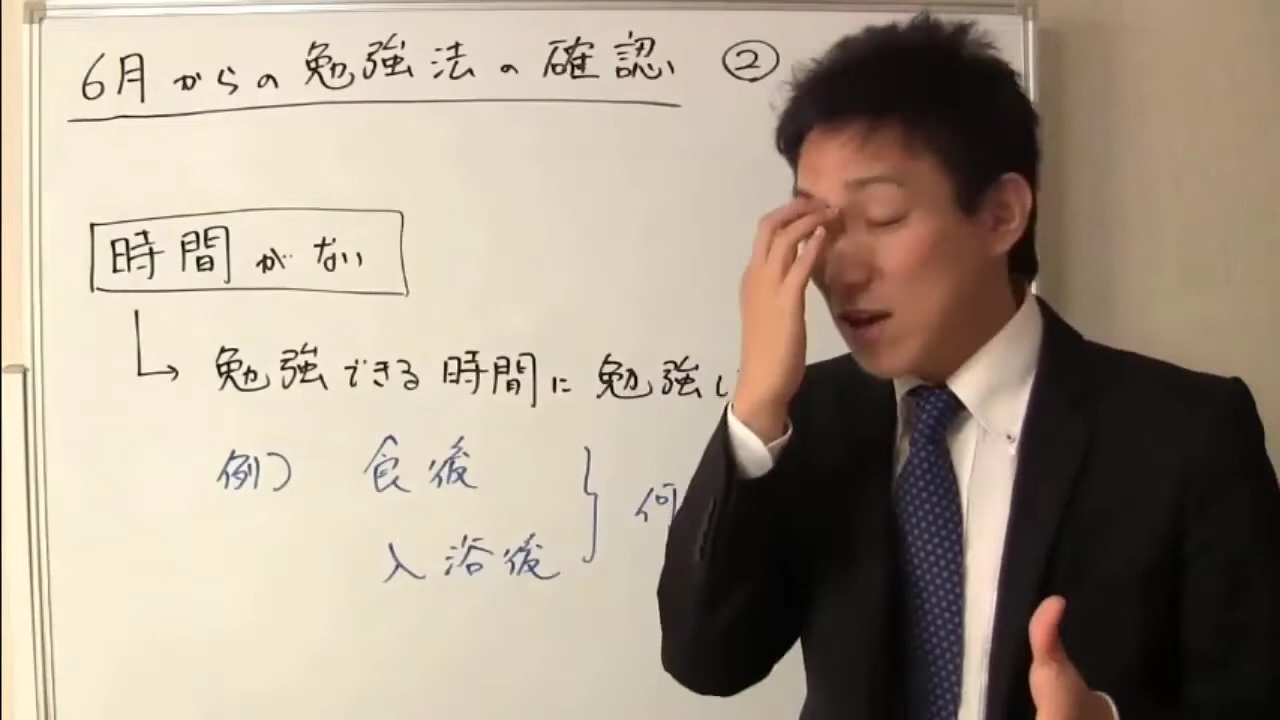 6月からの勉強法の確認 ②
時間がない
勉強できる時間に勉強し
例) 食後
入浴後
何